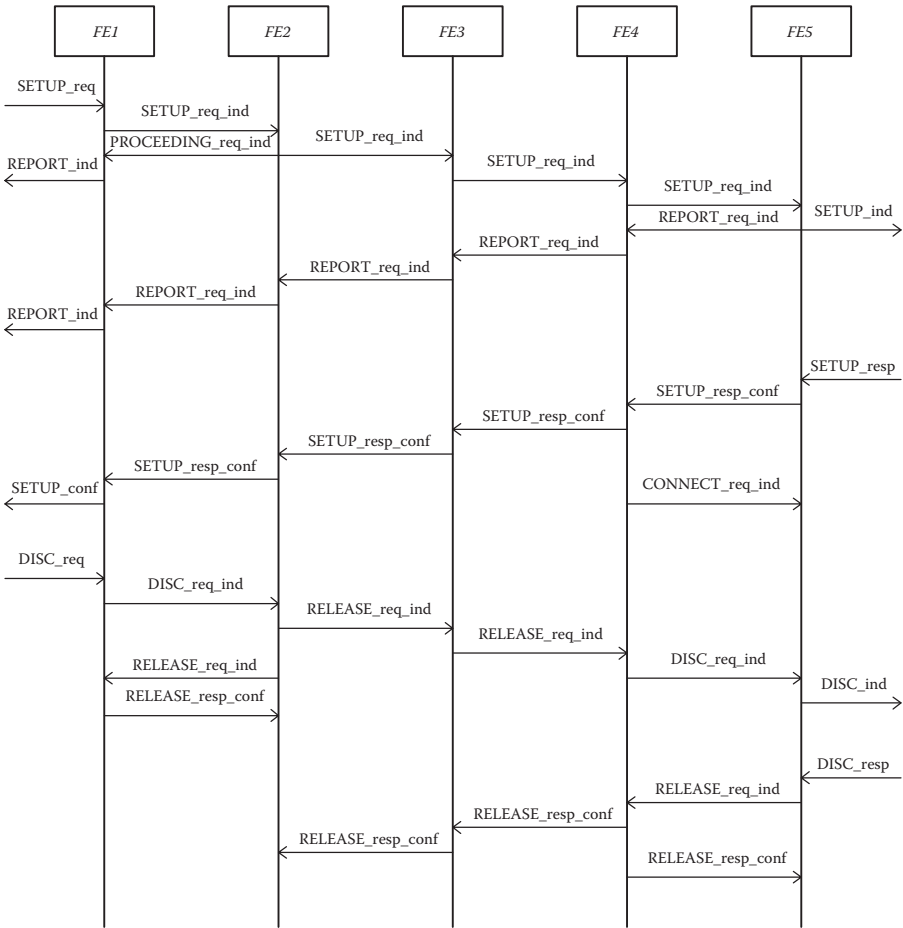 FE1
FE2
FE3
FE4
FE5
SETUP_req
SETUP_req_ind
PROCEEDING_req_ind
SETUP_req_ind
REPORT_ind
SETUP_req_ind
SETUP_req_ind
REPORT_req_ind
SETUP_ind
REPORT_req_ind
REPORT_req_ind
REPORT_req_ind
REPORT_ind
SETUP_resp
SETUP_resp_conf
SETUP_resp_conf
SETUP_resp_conf
SETUP_resp_conf
SETUP_conf
CONNECT_req_ind
DISC_req
DISC_req_ind
RELEASE_req_ind
RELEASE_req_ind
RELEASE_req_ind
DISC_req_ind
RELEASE_resp_conf
DISC_ind
DISC_resp
RELEASE_req_ind
RELEASE_resp_conf
RELEASE_resp_conf
RELEASE_resp_conf